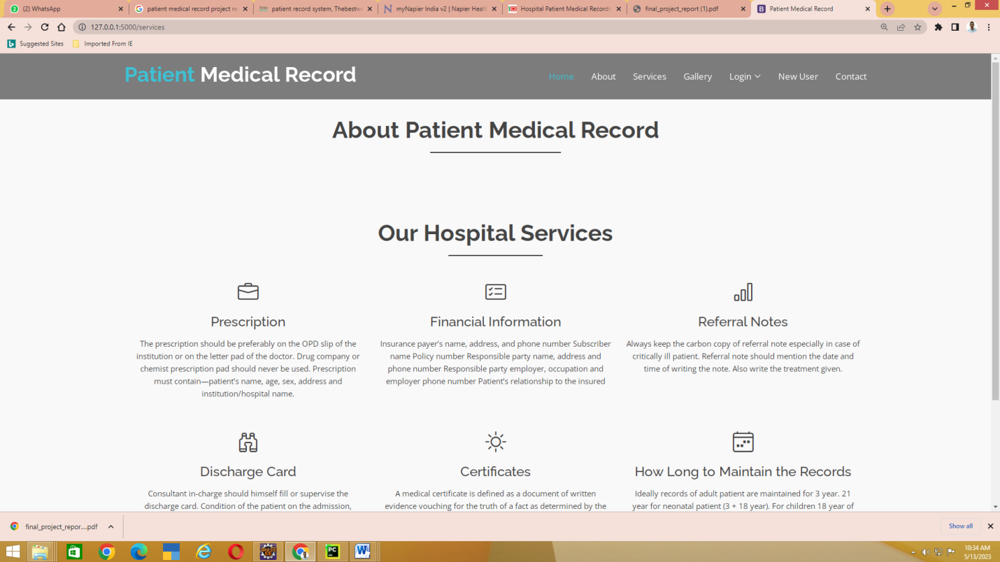 (2) WhatsApp
patient medical record project re
patient record system, Thebestwe
myNapier India v2 | Napier Healt
Hospital Patient Medical Records
final_project_report (1).pdf
Patient Medical Record
127.0.0.1:5000/services
Suggested Sites Imported From IE
Patient Medical Record
Home About Services Gallery Login New User Contact
About Patient Medical Record
Our Hospital Services
Prescription
The prescription should be preferably on the OPD slip of the
institution or on the letter pad of the doctor. Drug company or
chemist prescription pad should never be used. Prescription
must contain—patient's name, age, sex, address and
institution/hospital name.
Financial Information
Insurance payer's name, address, and phone number Subscriber
name Policy number Responsible party name, address and
phone number Responsible party employer, occupation and
employer phone number Patient's relationship to the insured
Referral Notes
Always keep the carbon copy of referral note especially in case of
critically ill patient. Referral note should mention the date and
time of writing the note. Also write the treatment given.
Discharge Card
Consultant in-charge should himself fill or supervise the
discharge card. Condition of the patient on the admission,
Certificates
A medical certificate is defined as a document of written
evidence vouching for the truth of a fact as determined by the
How Long to Maintain the Records
Ideally records of adult patient are maintained for 3 year. 21
year for neonatal patient (3 + 18 year). For children 18 year of
final_project_repor....pdf
Show all
10:34 AM
5/13/2023